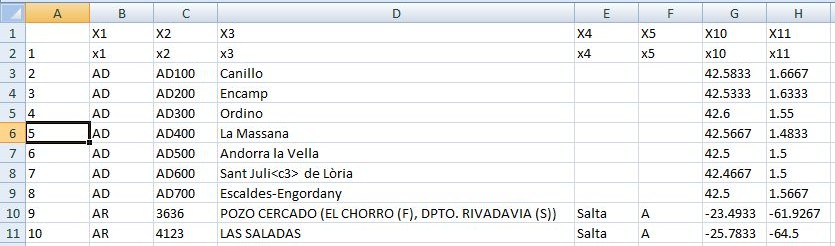 A B C D E F G H
1 X1 X2 X3 X4 X5 X10 X11
2 1 x1 x2 x3 x4 x5 x10 x11
3 2 AD AD100 Canillo 42.5833 1.6667
4 3 AD AD200 Encamp 42.5333 1.6333
5 4 AD AD300 Ordino 42.6 1.55
6 5 AD AD400 La Massana 42.5667 1.4833
7 6 AD AD500 Andorra la Vella 42.5 1.5
8 7 AD AD600 Sant Juli<c3> de Lòria 42.4667 1.5
9 8 AD AD700 Escaldes-Engordany 42.5 1.5667
10 9 AR 3636 POZO CERCADO (EL CHORRO (F), DPTO. RIVADAVIA (S)) Salta A -23.4933 -61.9267
11 10 AR 4123 LAS SALADAS Salta A -25.7833 -64.5